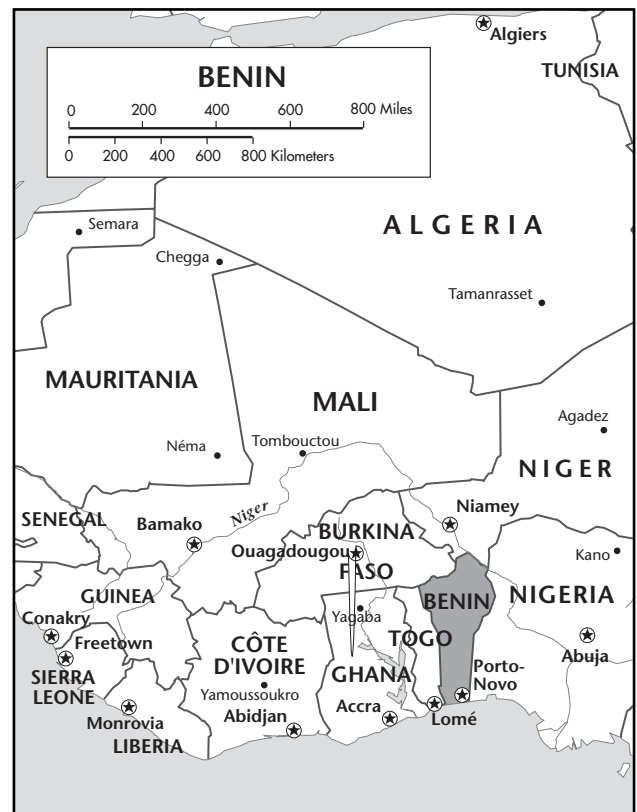 Algiers
TUNISIA
BENIN
0 200 400 600 800 Miles
0 200 400 600 800 Kilometers
Semara
ALGERIA
Chegga
Tamanrasset
MAURITANIA
MALI
Agadez
Néma
Tombouctou
NIGER
Niger
Niamey
SENEGAL
Bamako
BURKINA
FASO
Ouagadougou
Kano
GUINEA
BENIN
NIGERIA
Yagaba
Conakry
Freetown
TOGO
CÔTE
D'IVOIRE
Abuja
SIERRA
LEONE
GHANA
Porto-
Novo
Yamoussoukro
Accra
Lomé
Monrovia
Abidjan
LIBERIA